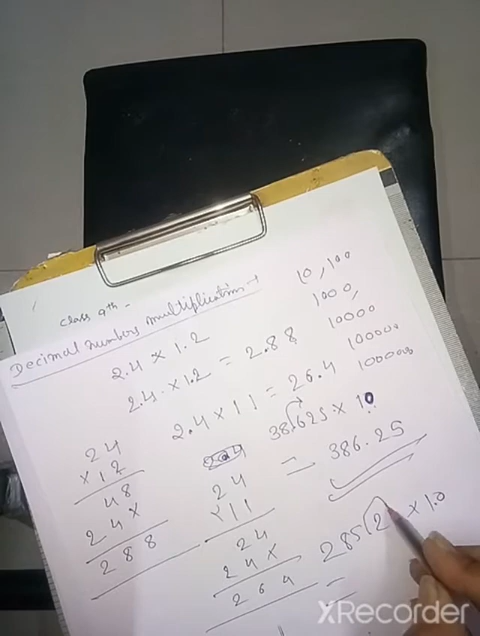 Class 9th -
Decimal numbers multiplication →
2.4 × 1.2
2.4 × 1.2 = 2.88
2.4 × 11 = 26.4
10, 100
1000,
10000
100000
1000000
24
×12
48
24×
288
24
×11
24
24×
264
38.625 × 10
= 386.25
285.2 × 10
=
XRecorder